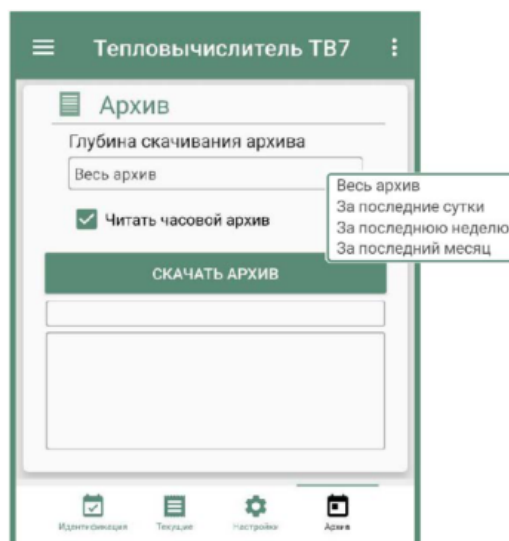 Тепловычислитель ТВ7
Архив
Глубина скачивания архива
Весь архив
Весь архив
За последние сутки
За последнюю неделю
За последний месяц
Читать часовой архив
СКАЧАТЬ АРХИВ
Идентификация Текущие Настройки Архив